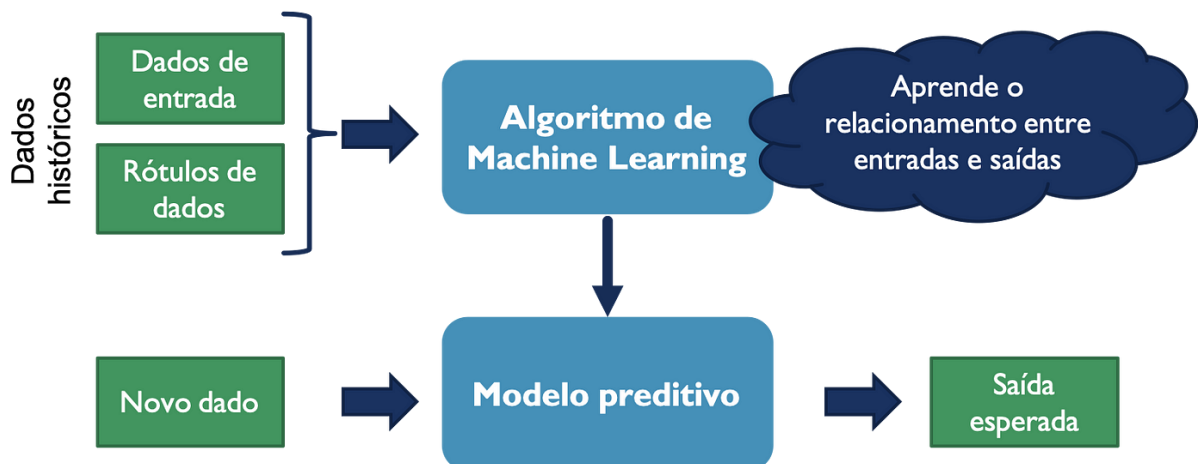 Dados
históricos
Dados de
entrada
Rótulos de
dados
Algoritmo de
Machine Learning
Aprende o
relacionamento entre
entradas e saídas
Novo dado
Modelo preditivo
Saída
esperada